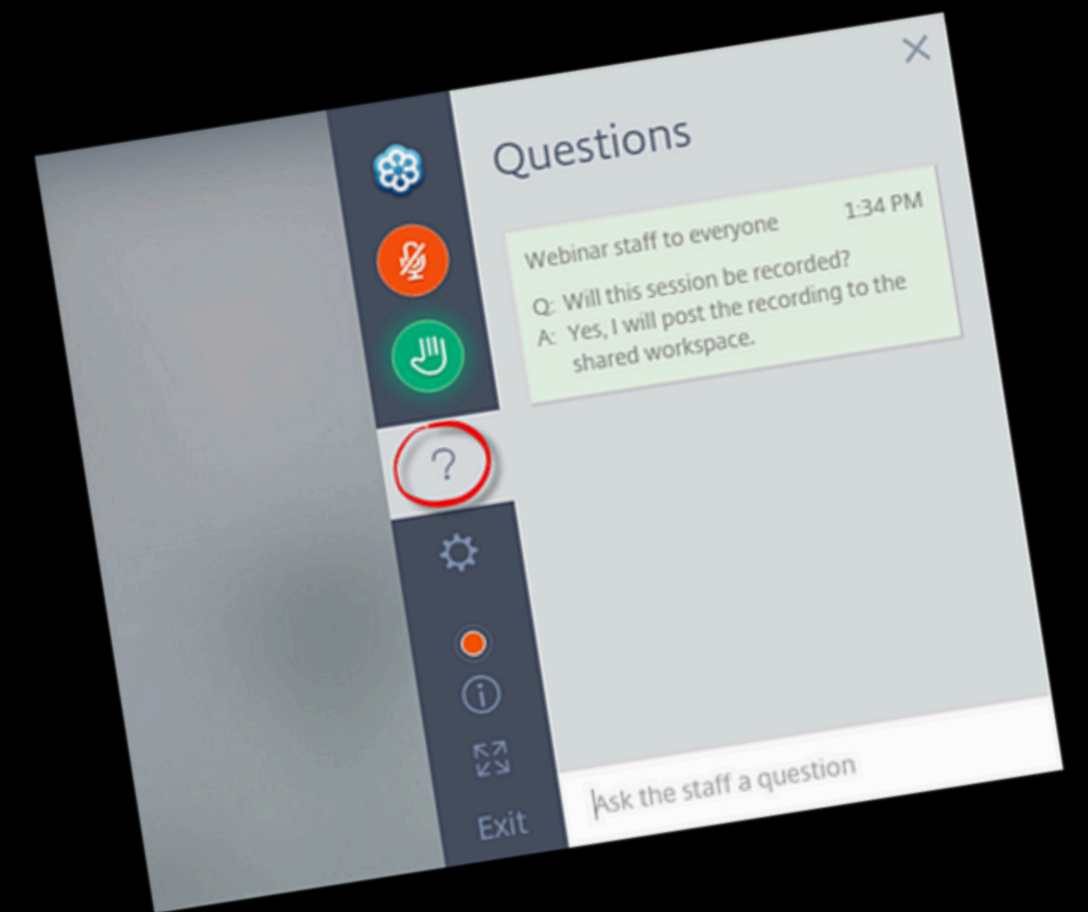 Questions
Webinar staff to everyone 1:34 PM
Q: Will this session be recorded?
A: Yes, I will post the recording to the
shared workspace.
?
Exit
Ask the staff a question